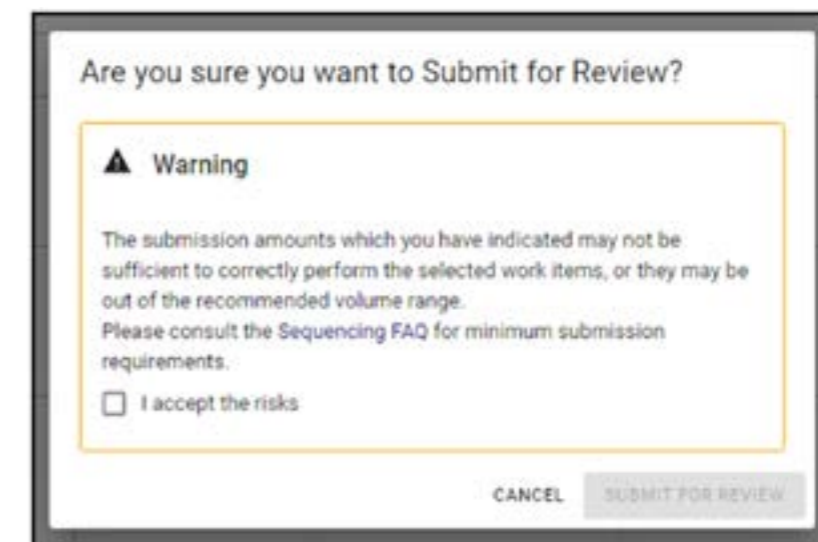 Are you sure you want to Submit for Review?
Warning
The submission amounts which you have indicated may not be
sufficient to correctly perform the selected work items, or they may be
out of the recommended volume range.
Please consult the Sequencing FAQ for minimum submission
requirements.
I accept the risks
CANCEL SUBMIT FOR REVIEW